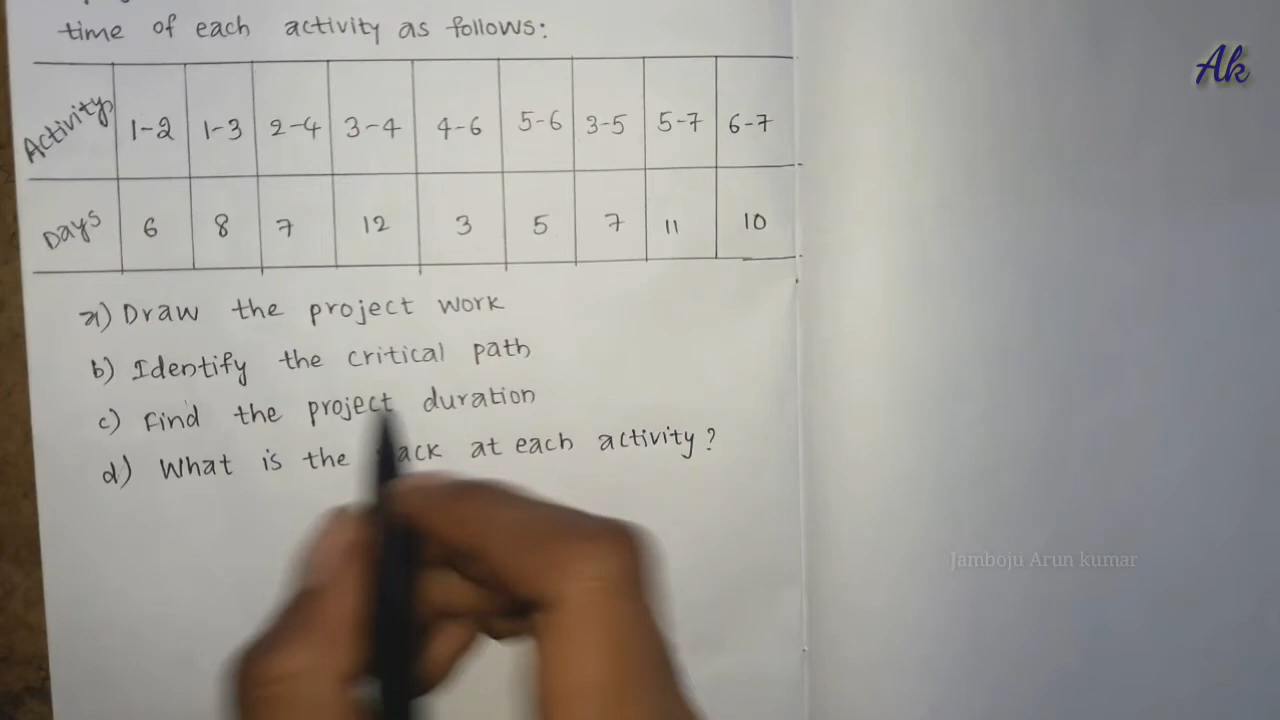 time of each activity as follows:
Activity 1-2 1-3 2-4 3-4 4-6 5-6 3-5 5-7 6-7
Days 6 8 7 12 3 5 7 11 10
a) Draw the project work
b) Identify the critical path
c) Find the project duration
d) What is the at each activity?
Ak
Jamboju Arun kumar